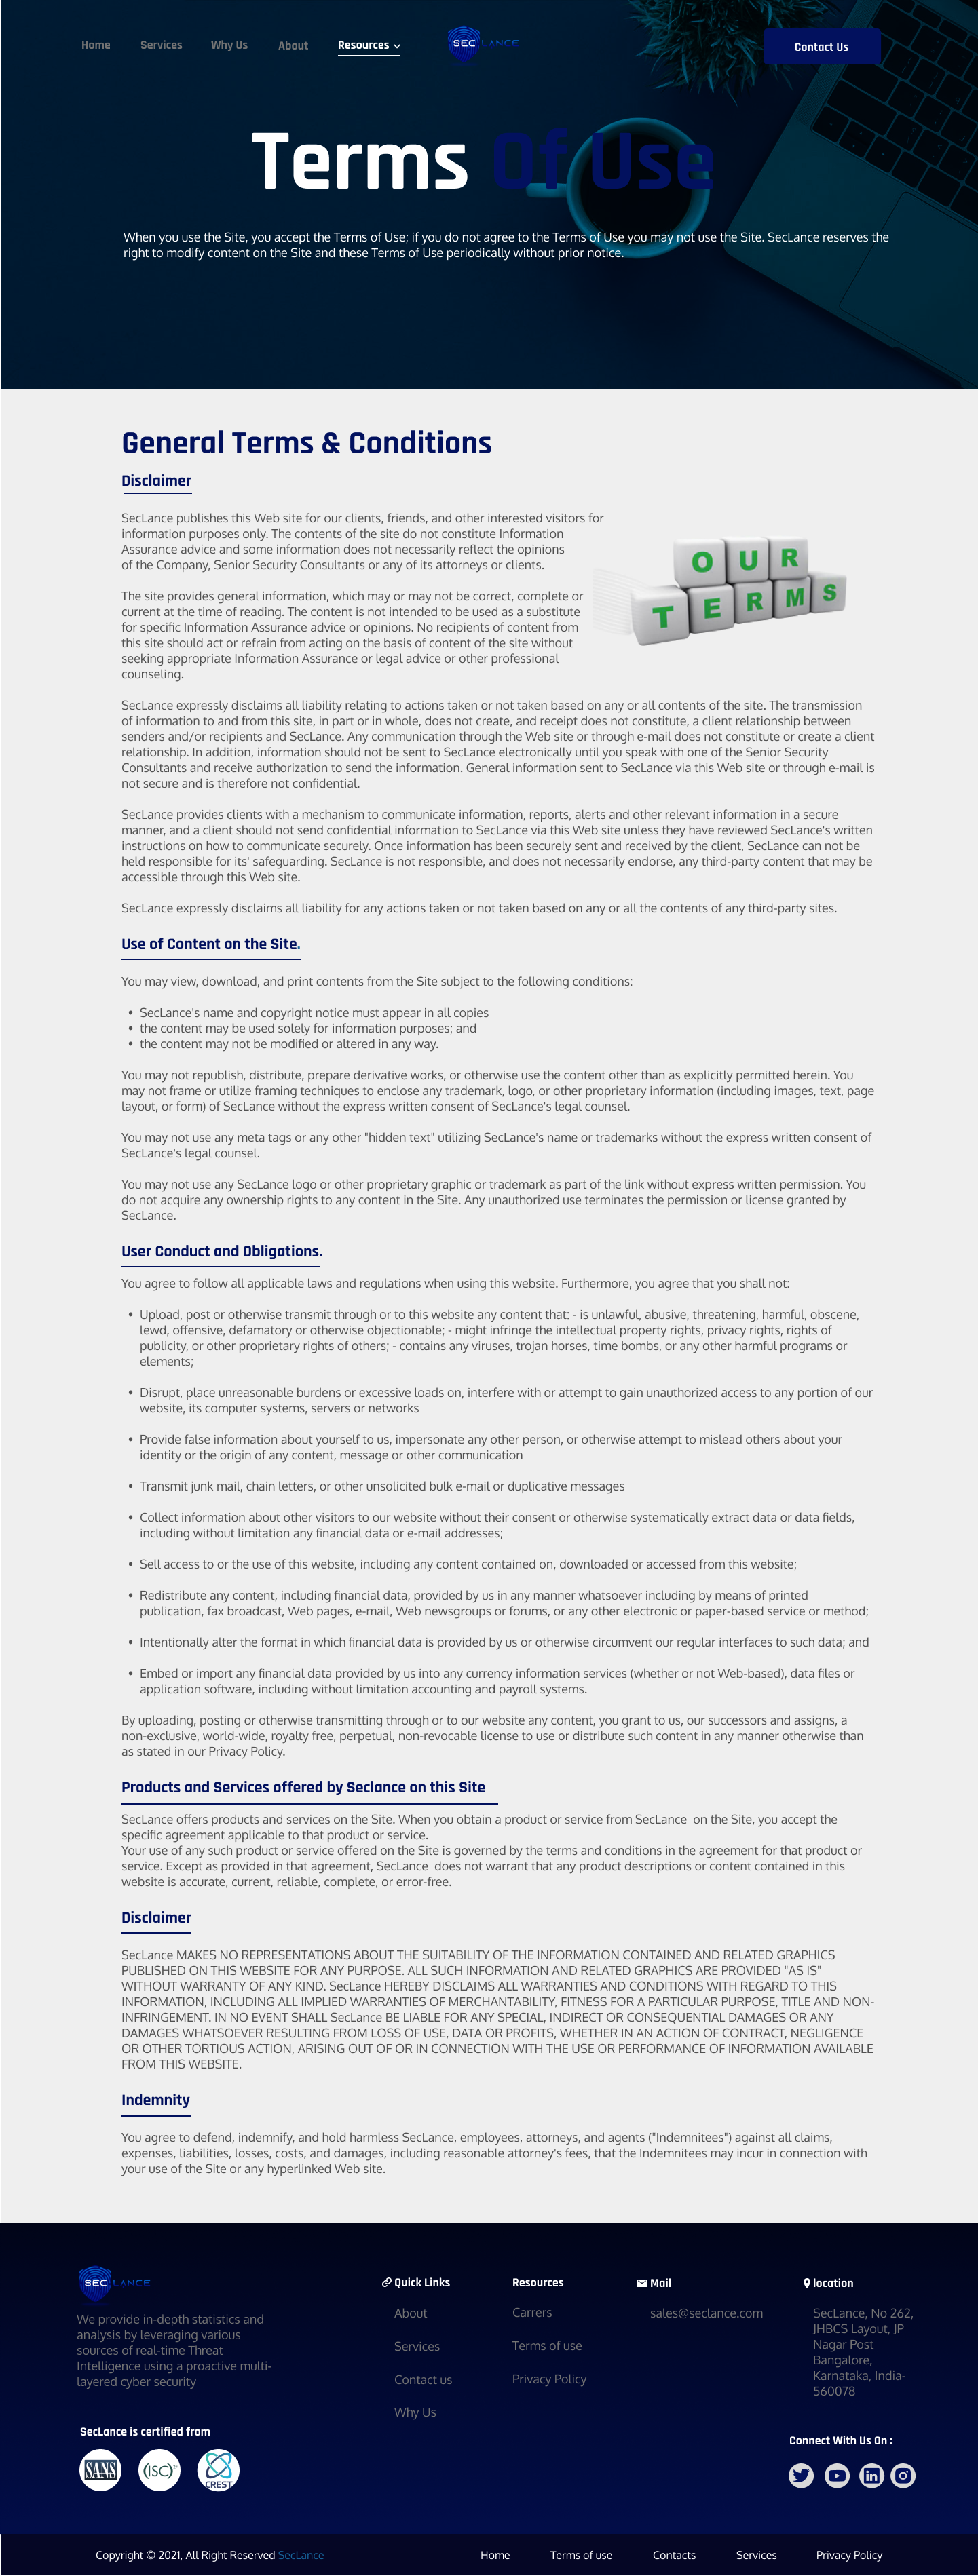 Home Services Why Us About Resources SEC LANCE Contact Us
Terms Of Use
When you use the Site, you accept the Terms of Use; if you do not agree to the Terms of Use you may not use the Site. SecLance reserves the
right to modify content on the Site and these Terms of Use periodically without prior notice.
General Terms & Conditions
Disclaimer
SecLance publishes this Web site for our clients, friends, and other interested visitors for
information purposes only. The contents of the site do not constitute Information
Assurance advice and some information does not necessarily reflect the opinions
of the Company, Senior Security Consultants or any of its attorneys or clients.
OUR
TERMS
The site provides general information, which may or may not be correct, complete or
current at the time of reading. The content is not intended to be used as a substitute
for specific Information Assurance advice or opinions. No recipients of content from
this site should act or refrain from acting on the basis of content of the site without
seeking appropriate Information Assurance or legal advice or other professional
counseling.
SecLance expressly disclaims all liability relating to actions taken or not taken based on any or all contents of the site. The transmission
of information to and from this site, in part or in whole, does not create, and receipt does not constitute, a client relationship between
senders and/or recipients and SecLance. Any communication through the Web site or through e-mail does not constitute or create a client
relationship. In addition, information should not be sent to SecLance electronically until you speak with one of the Senior Security
Consultants and receive authorization to send the information. General information sent to SecLance via this Web site or through e-mail is
not secure and is therefore not confidential.
SecLance provides clients with a mechanism to communicate information, reports, alerts and other relevant information in a secure
manner, and a client should not send confidential information to SecLance via this Web site unless they have reviewed SecLance's written
instructions on how to communicate securely. Once information has been securely sent and received by the client, SecLance can not be
held responsible for its' safeguarding. SecLance is not responsible, and does not necessarily endorse, any third-party content that may be
accessible through this Web site.
SecLance expressly disclaims all liability for any actions taken or not taken based on any or all the contents of any third-party sites.
Use of Content on the Site.
You may view, download, and print contents from the Site subject to the following conditions:
• SecLance's name and copyright notice must appear in all copies
• the content may be used solely for information purposes; and
• the content may not be modified or altered in any way.
You may not republish, distribute, prepare derivative works, or otherwise use the content other than as explicitly permitted herein. You
may not frame or utilize framing techniques to enclose any trademark, logo, or other proprietary information (including images, text, page
layout, or form) of SecLance without the express written consent of SecLance's legal counsel.
You may not use any meta tags or any other "hidden text" utilizing SecLance's name or trademarks without the express written consent of
SecLance's legal counsel.
You may not use any SecLance logo or other proprietary graphic or trademark as part of the link without express written permission. You
do not acquire any ownership rights to any content in the Site. Any unauthorized use terminates the permission or license granted by
SecLance.
User Conduct and Obligations.
You agree to follow all applicable laws and regulations when using this website. Furthermore, you agree that you shall not:
• Upload, post or otherwise transmit through or to this website any content that: - is unlawful, abusive, threatening, harmful, obscene,
lewd, offensive, defamatory or otherwise objectionable; - might infringe the intellectual property rights, privacy rights, rights of
publicity, or other proprietary rights of others; - contains any viruses, trojan horses, time bombs, or any other harmful programs or
elements;
• Disrupt, place unreasonable burdens or excessive loads on, interfere with or attempt to gain unauthorized access to any portion of our
website, its computer systems, servers or networks
• Provide false information about yourself to us, impersonate any other person, or otherwise attempt to mislead others about your
identity or the origin of any content, message or other communication
• Transmit junk mail, chain letters, or other unsolicited bulk e-mail or duplicative messages
• Collect information about other visitors to our website without their consent or otherwise systematically extract data or data fields,
including without limitation any financial data or e-mail addresses;
• Sell access to or the use of this website, including any content contained on, downloaded or accessed from this website;
• Redistribute any content, including financial data, provided by us in any manner whatsoever including by means of printed
publication, fax broadcast, Web pages, e-mail, Web newsgroups or forums, or any other electronic or paper-based service or method;
• Intentionally alter the format in which financial data is provided by us or otherwise circumvent our regular interfaces to such data; and
• Embed or import any financial data provided by us into any currency information services (whether or not Web-based), data files or
application software, including without limitation accounting and payroll systems.
By uploading, posting or otherwise transmitting through or to our website any content, you grant to us, our successors and assigns, a
non-exclusive, world-wide, royalty free, perpetual, non-revocable license to use or distribute such content in any manner otherwise than
as stated in our Privacy Policy.
Products and Services offered by Seclance on this Site
SecLance offers products and services on the Site. When you obtain a product or service from SecLance on the Site, you accept the
specific agreement applicable to that product or service.
Your use of any such product or service offered on the Site is governed by the terms and conditions in the agreement for that product or
service. Except as provided in that agreement, SecLance does not warrant that any product descriptions or content contained in this
website is accurate, current, reliable, complete, or error-free.
Disclaimer
SecLance MAKES NO REPRESENTATIONS ABOUT THE SUITABILITY OF THE INFORMATION CONTAINED AND RELATED GRAPHICS
PUBLISHED ON THIS WEBSITE FOR ANY PURPOSE. ALL SUCH INFORMATION AND RELATED GRAPHICS ARE PROVIDED "AS IS"
WITHOUT WARRANTY OF ANY KIND. SecLance HEREBY DISCLAIMS ALL WARRANTIES AND CONDITIONS WITH REGARD TO THIS
INFORMATION, INCLUDING ALL IMPLIED WARRANTIES OF MERCHANTABILITY, FITNESS FOR A PARTICULAR PURPOSE, TITLE AND NON-
INFRINGEMENT. IN NO EVENT SHALL SecLance BE LIABLE FOR ANY SPECIAL, INDIRECT OR CONSEQUENTIAL DAMAGES OR ANY
DAMAGES WHATSOEVER RESULTING FROM LOSS OF USE, DATA OR PROFITS, WHETHER IN AN ACTION OF CONTRACT, NEGLIGENCE
OR OTHER TORTIOUS ACTION, ARISING OUT OF OR IN CONNECTION WITH THE USE OR PERFORMANCE OF INFORMATION AVAILABLE
FROM THIS WEBSITE.
Indemnity
You agree to defend, indemnify, and hold harmless SecLance, employees, attorneys, and agents ("Indemnitees") against all claims,
expenses, liabilities, losses, costs, and damages, including reasonable attorney's fees, that the Indemnitees may incur in connection with
your use of the Site or any hyperlinked Web site.
SEC LANCE
We provide in-depth statistics and
analysis by leveraging various
sources of real-time Threat
Intelligence using a proactive multi-
layered cyber security
SecLance is certified from
SANS
(ISC)²
CREST
Quick Links
About
Services
Contact us
Why Us
Resources
Carrers
Terms of use
Privacy Policy
Mail
sales@seclance.com
location
SecLance, No 262,
JHBCS Layout, JP
Nagar Post
Bangalore,
Karnataka, India-
560078
Connect With Us On :
in
Copyright © 2021, All Right Reserved SecLance
Home Terms of use Contacts Services Privacy Policy